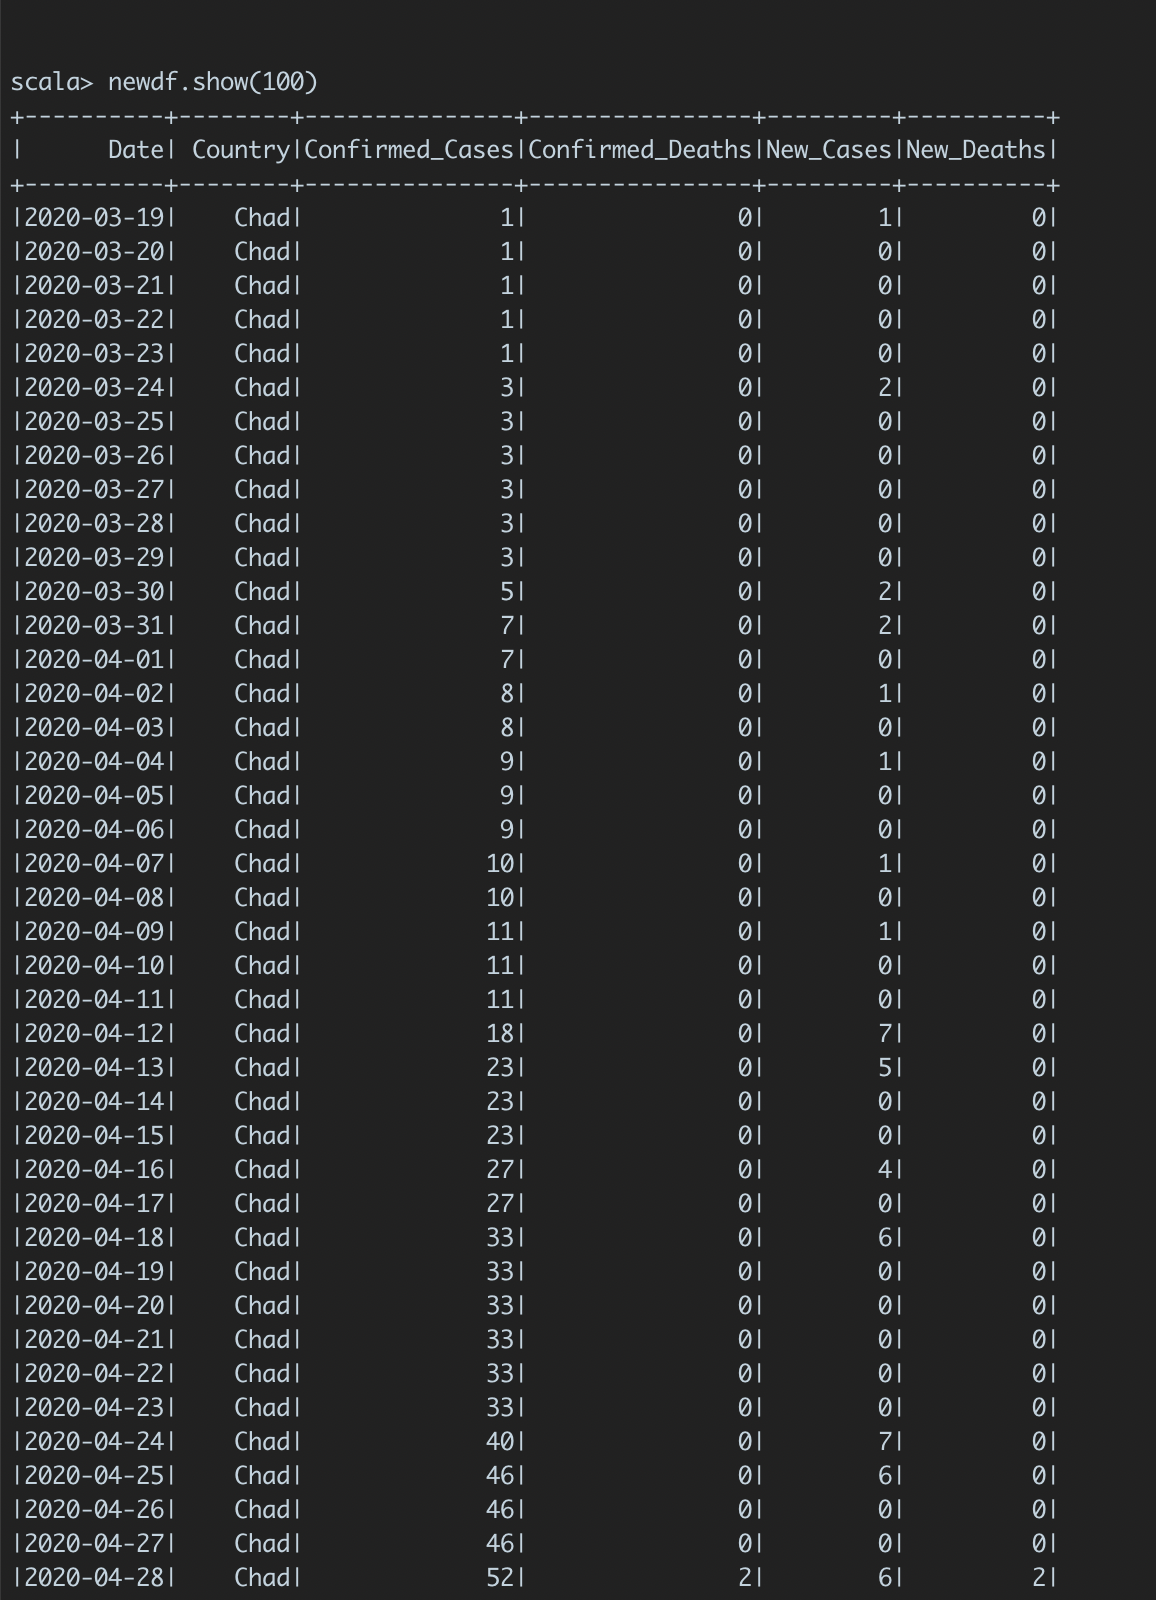 scala> newdf.show(100)
+----------+--------+---------------+----------------+---------+----------+
|      Date| Country|Confirmed_Cases|Confirmed_Deaths|New_Cases|New_Deaths|
+----------+--------+---------------+----------------+---------+----------+
|2020-03-19|    Chad|              1|               0|        1|         0|
|2020-03-20|    Chad|              1|               0|        0|         0|
|2020-03-21|    Chad|              1|               0|        0|         0|
|2020-03-22|    Chad|              1|               0|        0|         0|
|2020-03-23|    Chad|              1|               0|        0|         0|
|2020-03-24|    Chad|              3|               0|        2|         0|
|2020-03-25|    Chad|              3|               0|        0|         0|
|2020-03-26|    Chad|              3|               0|        0|         0|
|2020-03-27|    Chad|              3|               0|        0|         0|
|2020-03-28|    Chad|              3|               0|        0|         0|
|2020-03-29|    Chad|              3|               0|        0|         0|
|2020-03-30|    Chad|              5|               0|        2|         0|
|2020-03-31|    Chad|              7|               0|        2|         0|
|2020-04-01|    Chad|              7|               0|        0|         0|
|2020-04-02|    Chad|              8|               0|        1|         0|
|2020-04-03|    Chad|              8|               0|        0|         0|
|2020-04-04|    Chad|              9|               0|        1|         0|
|2020-04-05|    Chad|              9|               0|        0|         0|
|2020-04-06|    Chad|              9|               0|        0|         0|
|2020-04-07|    Chad|             10|               0|        1|         0|
|2020-04-08|    Chad|             10|               0|        0|         0|
|2020-04-09|    Chad|             11|               0|        1|         0|
|2020-04-10|    Chad|             11|               0|        0|         0|
|2020-04-11|    Chad|             11|               0|        0|         0|
|2020-04-12|    Chad|             18|               0|        7|         0|
|2020-04-13|    Chad|             23|               0|        5|         0|
|2020-04-14|    Chad|             23|               0|        0|         0|
|2020-04-15|    Chad|             23|               0|        0|         0|
|2020-04-16|    Chad|             27|               0|        4|         0|
|2020-04-17|    Chad|             27|               0|        0|         0|
|2020-04-18|    Chad|             33|               0|        6|         0|
|2020-04-19|    Chad|             33|               0|        0|         0|
|2020-04-20|    Chad|             33|               0|        0|         0|
|2020-04-21|    Chad|             33|               0|        0|         0|
|2020-04-22|    Chad|             33|               0|        0|         0|
|2020-04-23|    Chad|             33|               0|        0|         0|
|2020-04-24|    Chad|             40|               0|        7|         0|
|2020-04-25|    Chad|             46|               0|        6|         0|
|2020-04-26|    Chad|             46|               0|        0|         0|
|2020-04-27|    Chad|             46|               0|        0|         0|
|2020-04-28|    Chad|             52|               2|        6|         2|